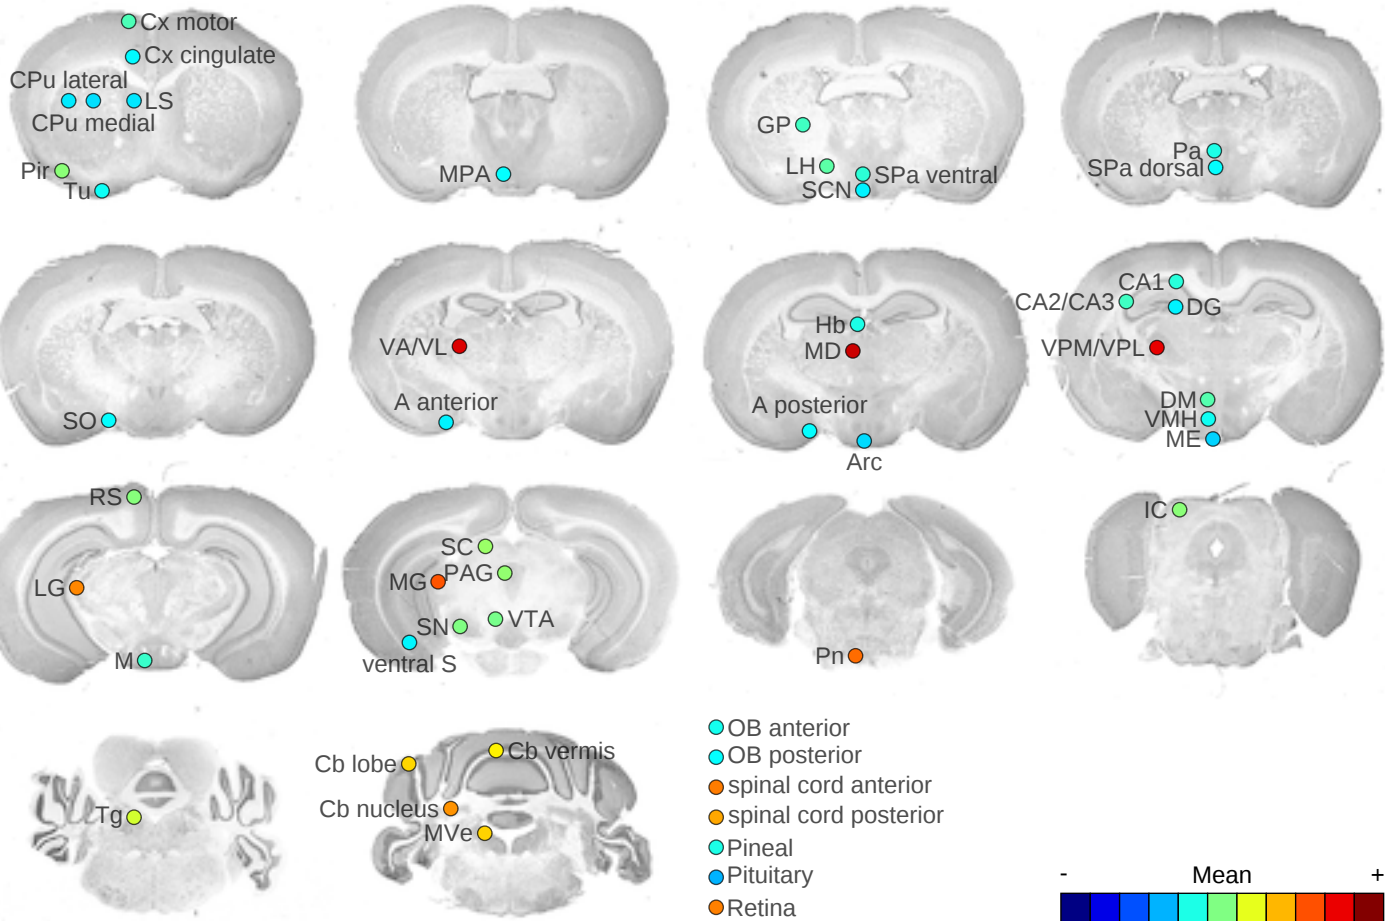 Cx motor
Cx cingulate
CPu lateral
LS
CPu medial
Pir
Tu
MPA
GP
LH
SPa ventral
SCN
Pa
SPa dorsal
SO
VA/VL
A anterior
Hb
MD
A posterior
Arc
CA1
CA2/CA3
DG
VPM/VPL
DM
VMH
ME
RS
LG
M
SC
MG
PAG
SN
VTA
ventral S
Pn
IC
Tg
Cb lobe
Cb vermis
Cb nucleus
MVe
OB anterior
OB posterior
spinal cord anterior
spinal cord posterior
Pineal
Pituitary
Retina
- Mean +